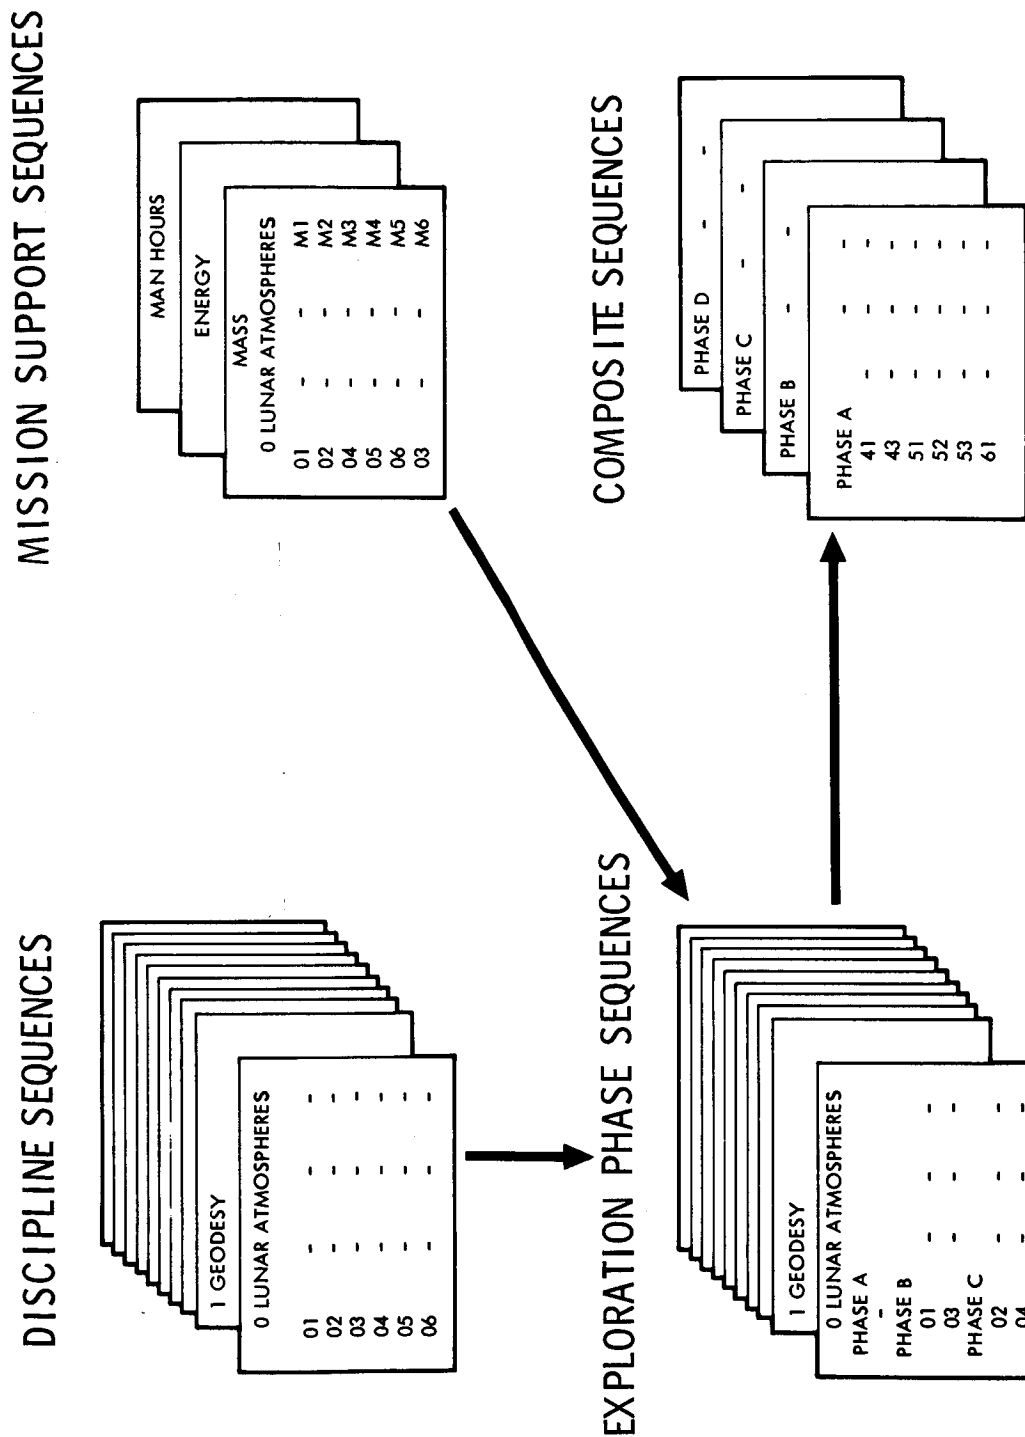 DISCIPLINE SEQUENCES
1 GEODESY
0 LUNAR ATMOSPHERES
01 - - -
02 - - -
03 - - -
04 - - -
05 - - -
06 - - -
MISSION SUPPORT SEQUENCES
MAN HOURS
ENERGY
MASS
0 LUNAR ATMOSPHERES
01 - - M1
02 - - M2
04 - - M3
05 - - M4
06 - - M5
03 - - M6
EXPLORATION PHASE SEQUENCES
1 GEODESY
0 LUNAR ATMOSPHERES
PHASE A
-
PHASE B
01 - - -
03 - - -
PHASE C
02 - - -
04 - - -
COMPOSITE SEQUENCES
PHASE D - - -
PHASE C - -
PHASE B - -
PHASE A
41 - - -
43 - - -
51 - - -
52 - - -
53 - - -
61 - - -